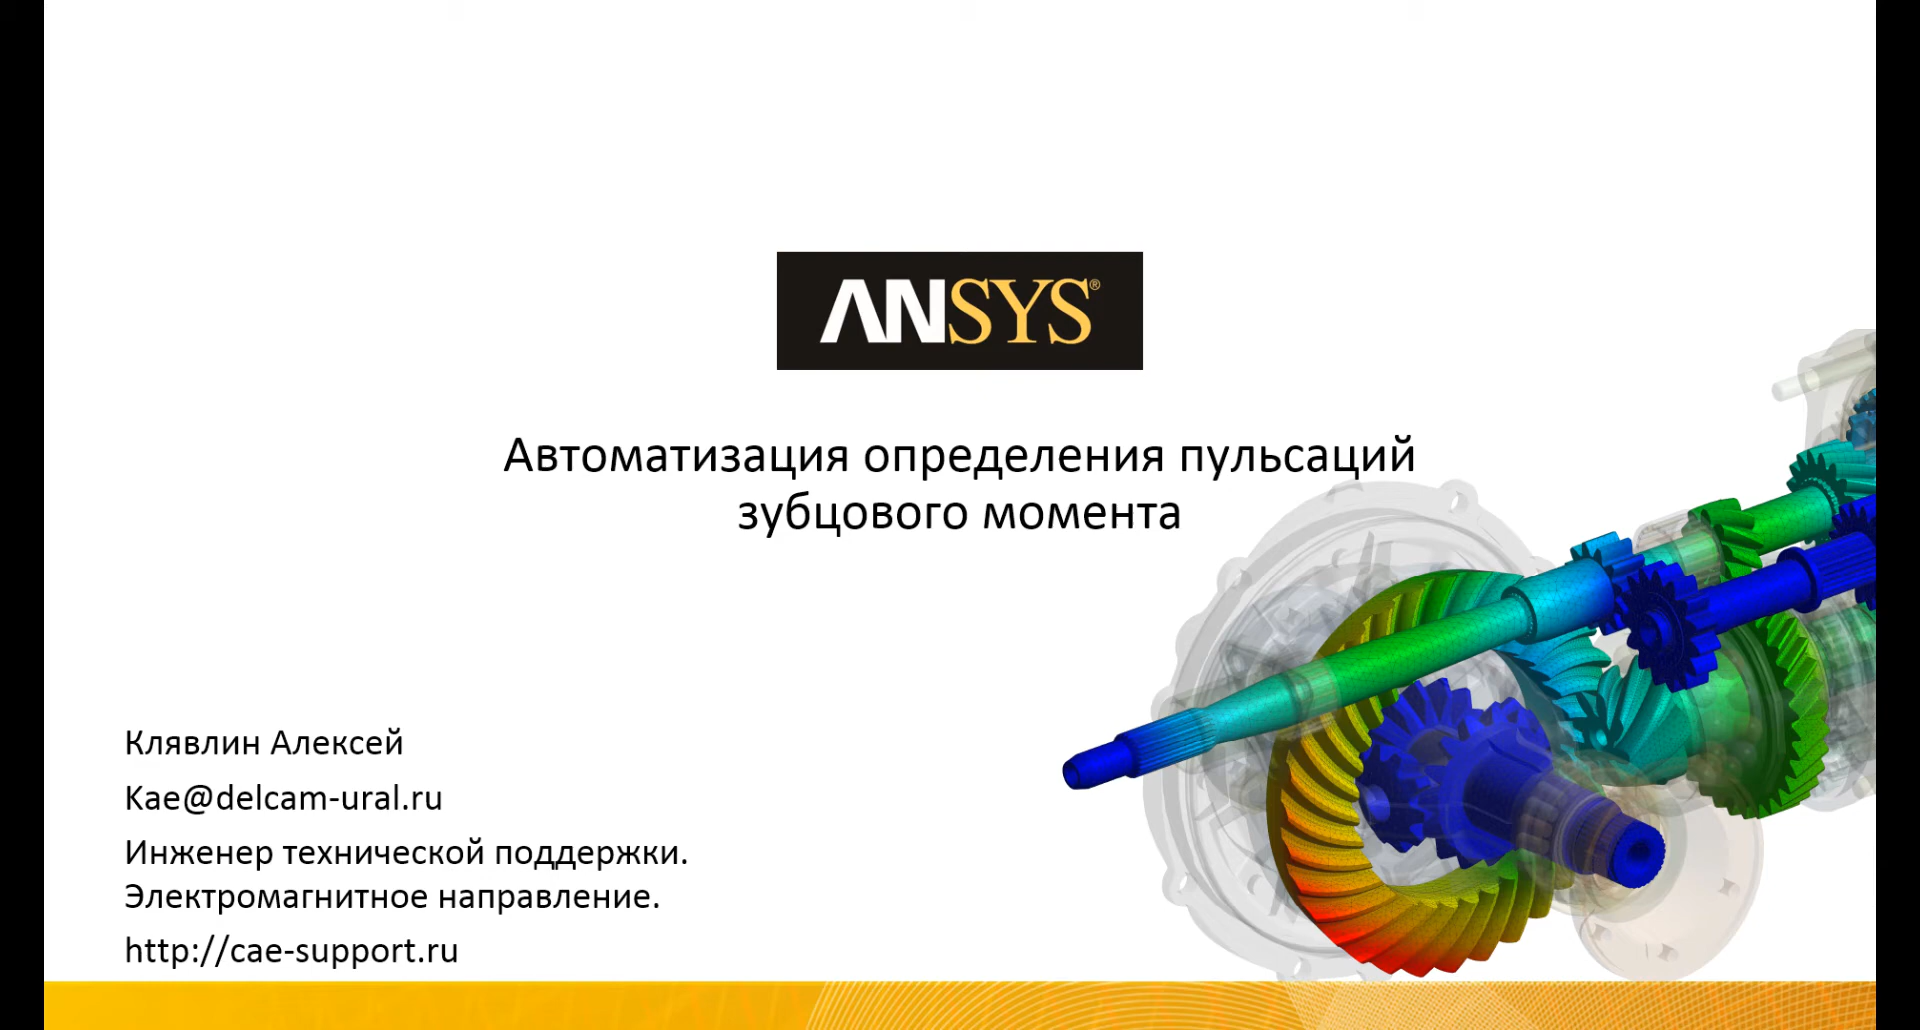 ANSYS®
Автоматизация определения пульсаций
зубцового момента
Клявлин Алексей
Kae@delcam-ural.ru
Инженер технической поддержки.
Электромагнитное направление.
http://cae-support.ru